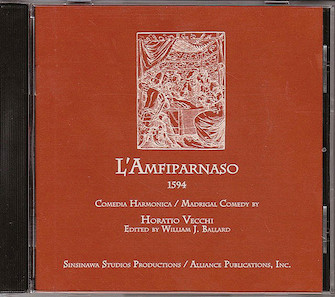 L'AMFIPARNASO
1594
COMEDIA HARMONICA / MADRIGAL COMEDY BY
HORATIO VECCHI
EDITED BY WILLIAM J. BALLARD
SINSINAWA STUDIOS PRODUCTIONS / ALLIANCE PUBLICATIONS, INC.